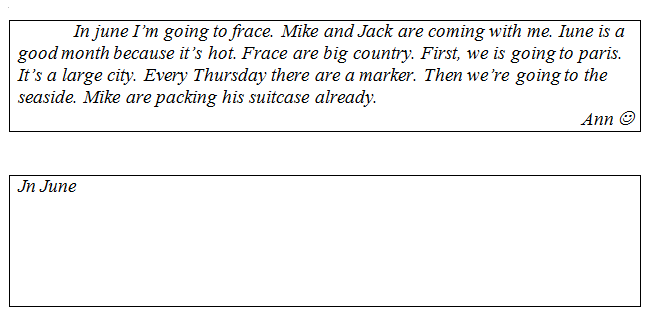 In june I'm going to frace. Mike and Jack are coming with me. Iune is a
good month because it's hot. Frace are big country. First, we is going to paris.
It's a large city. Every Thursday there are a marker. Then we're going to the
seaside. Mike are packing his suitcase already.
Ann ☺
Jn June